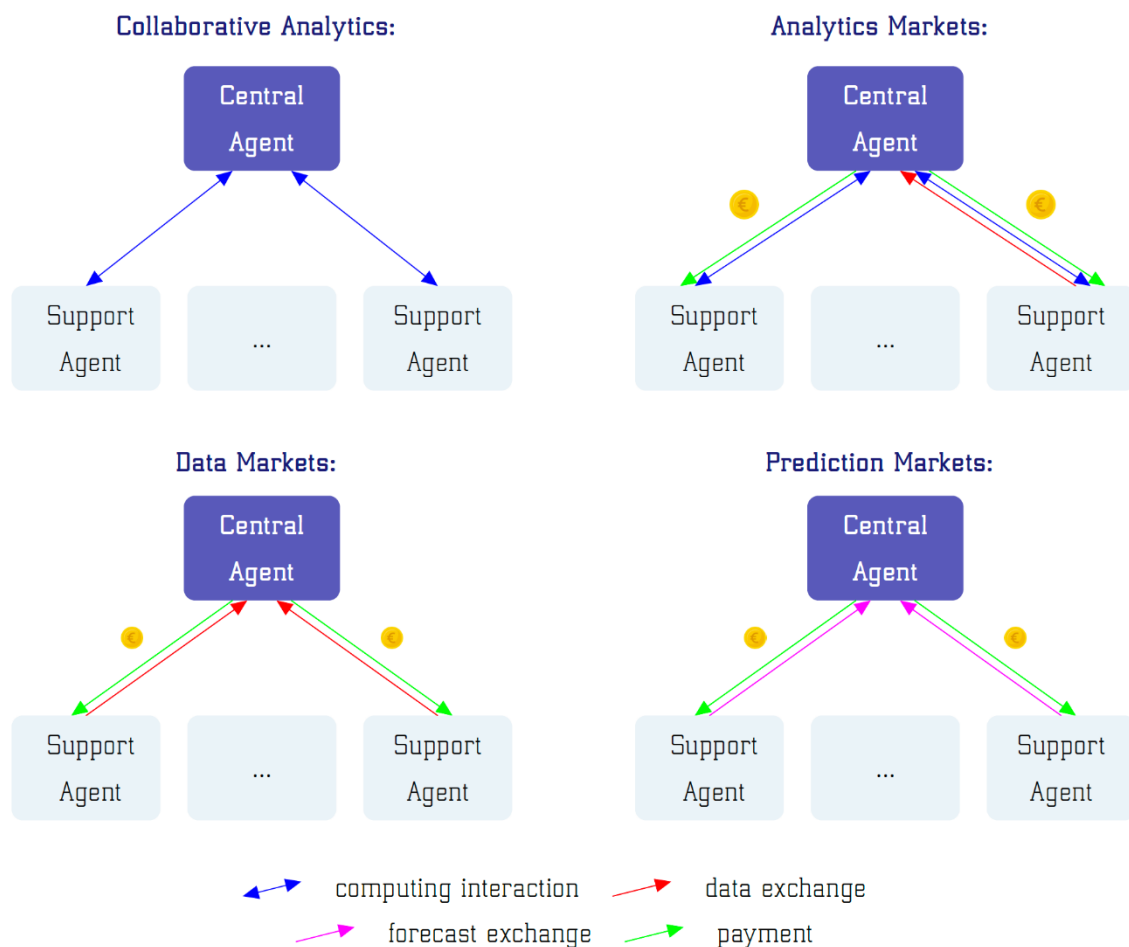 Collaborative Analytics:
Central
Agent
Support
Agent
...
Support
Agent
Analytics Markets:
Central
Agent
€
€
Support
Agent
...
Support
Agent
Data Markets:
Central
Agent
€
€
Support
Agent
...
Support
Agent
Prediction Markets:
Central
Agent
€
€
Support
Agent
...
Support
Agent
computing interaction
data exchange
forecast exchange
payment